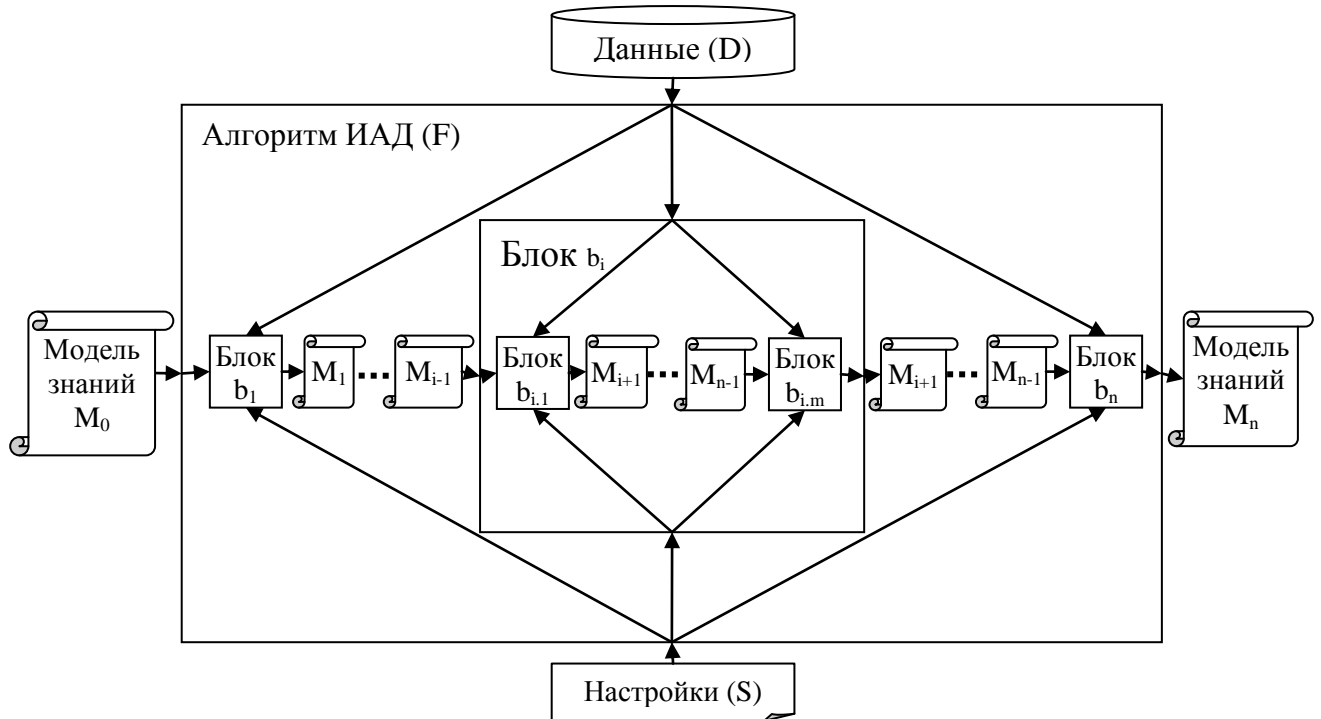 Данные (D)
Алгоритм ИАД (F)
Блок bi
Модель
знаний
M0
Блок
b1
M1
Mi-1
Блок
bi.1
Mi+1
Mn-1
Блок
bi.m
Mi+1
Mn-1
Блок
bn
Модель
знаний
Mn
Настройки (S)